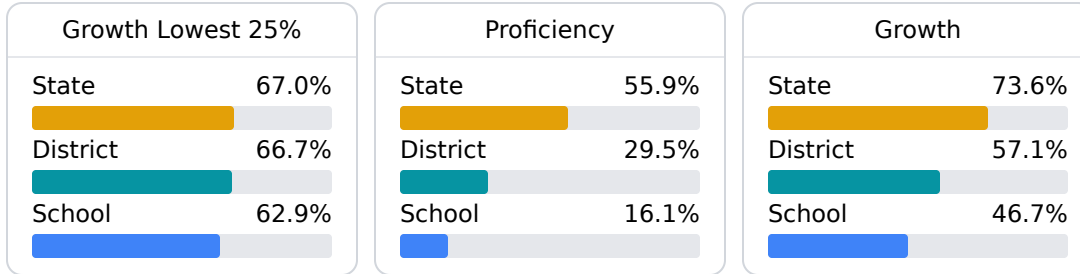 Growth Lowest 25%
State 67.0%
District 66.7%
School 62.9%
Proficiency
State 55.9%
District 29.5%
School 16.1%
Growth
State 73.6%
District 57.1%
School 46.7%